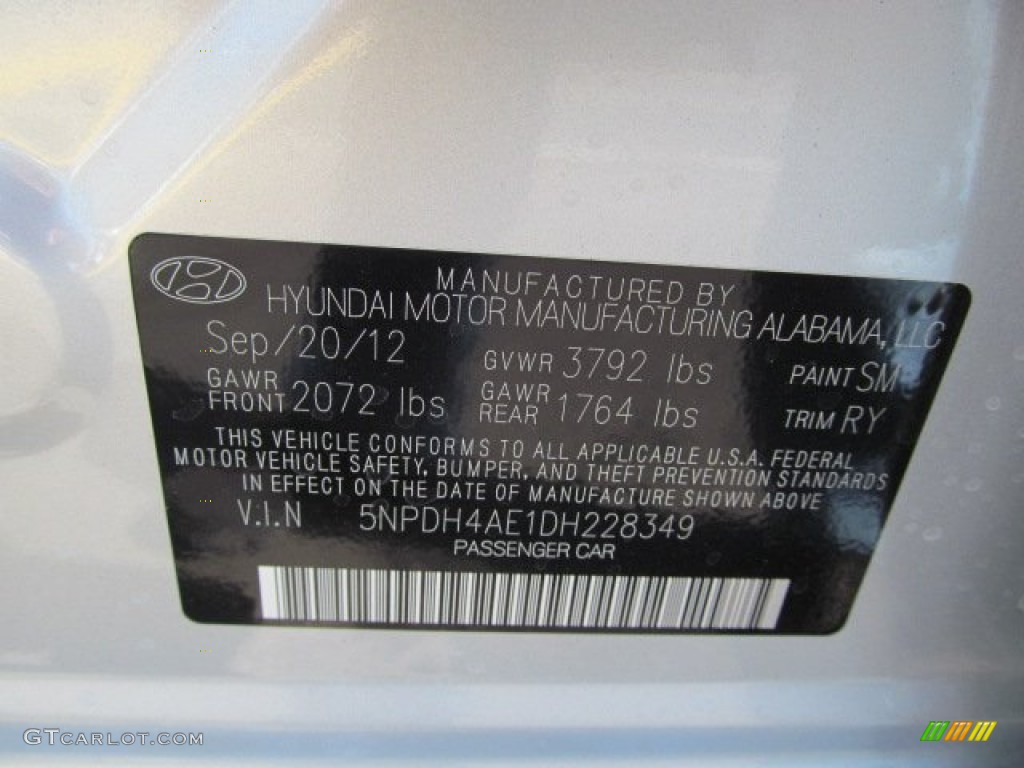 MANUFACTURED BY
HYUNDAI MOTOR MANUFACTURING ALABAMA, LLC
Sep/20/12 GVWR 3792 lbs PAINT SM
GAWR FRONT 2072 lbs GAWR REAR 1764 lbs TRIM RY
THIS VEHICLE CONFORMS TO ALL APPLICABLE U.S.A. FEDERAL
MOTOR VEHICLE SAFETY, BUMPER, AND THEFT PREVENTION STANDARDS
IN EFFECT ON THE DATE OF MANUFACTURE SHOWN ABOVE
V.I.N 5NPDH4AE1DH228349
PASSENGER CAR
GTCARLOT.COM